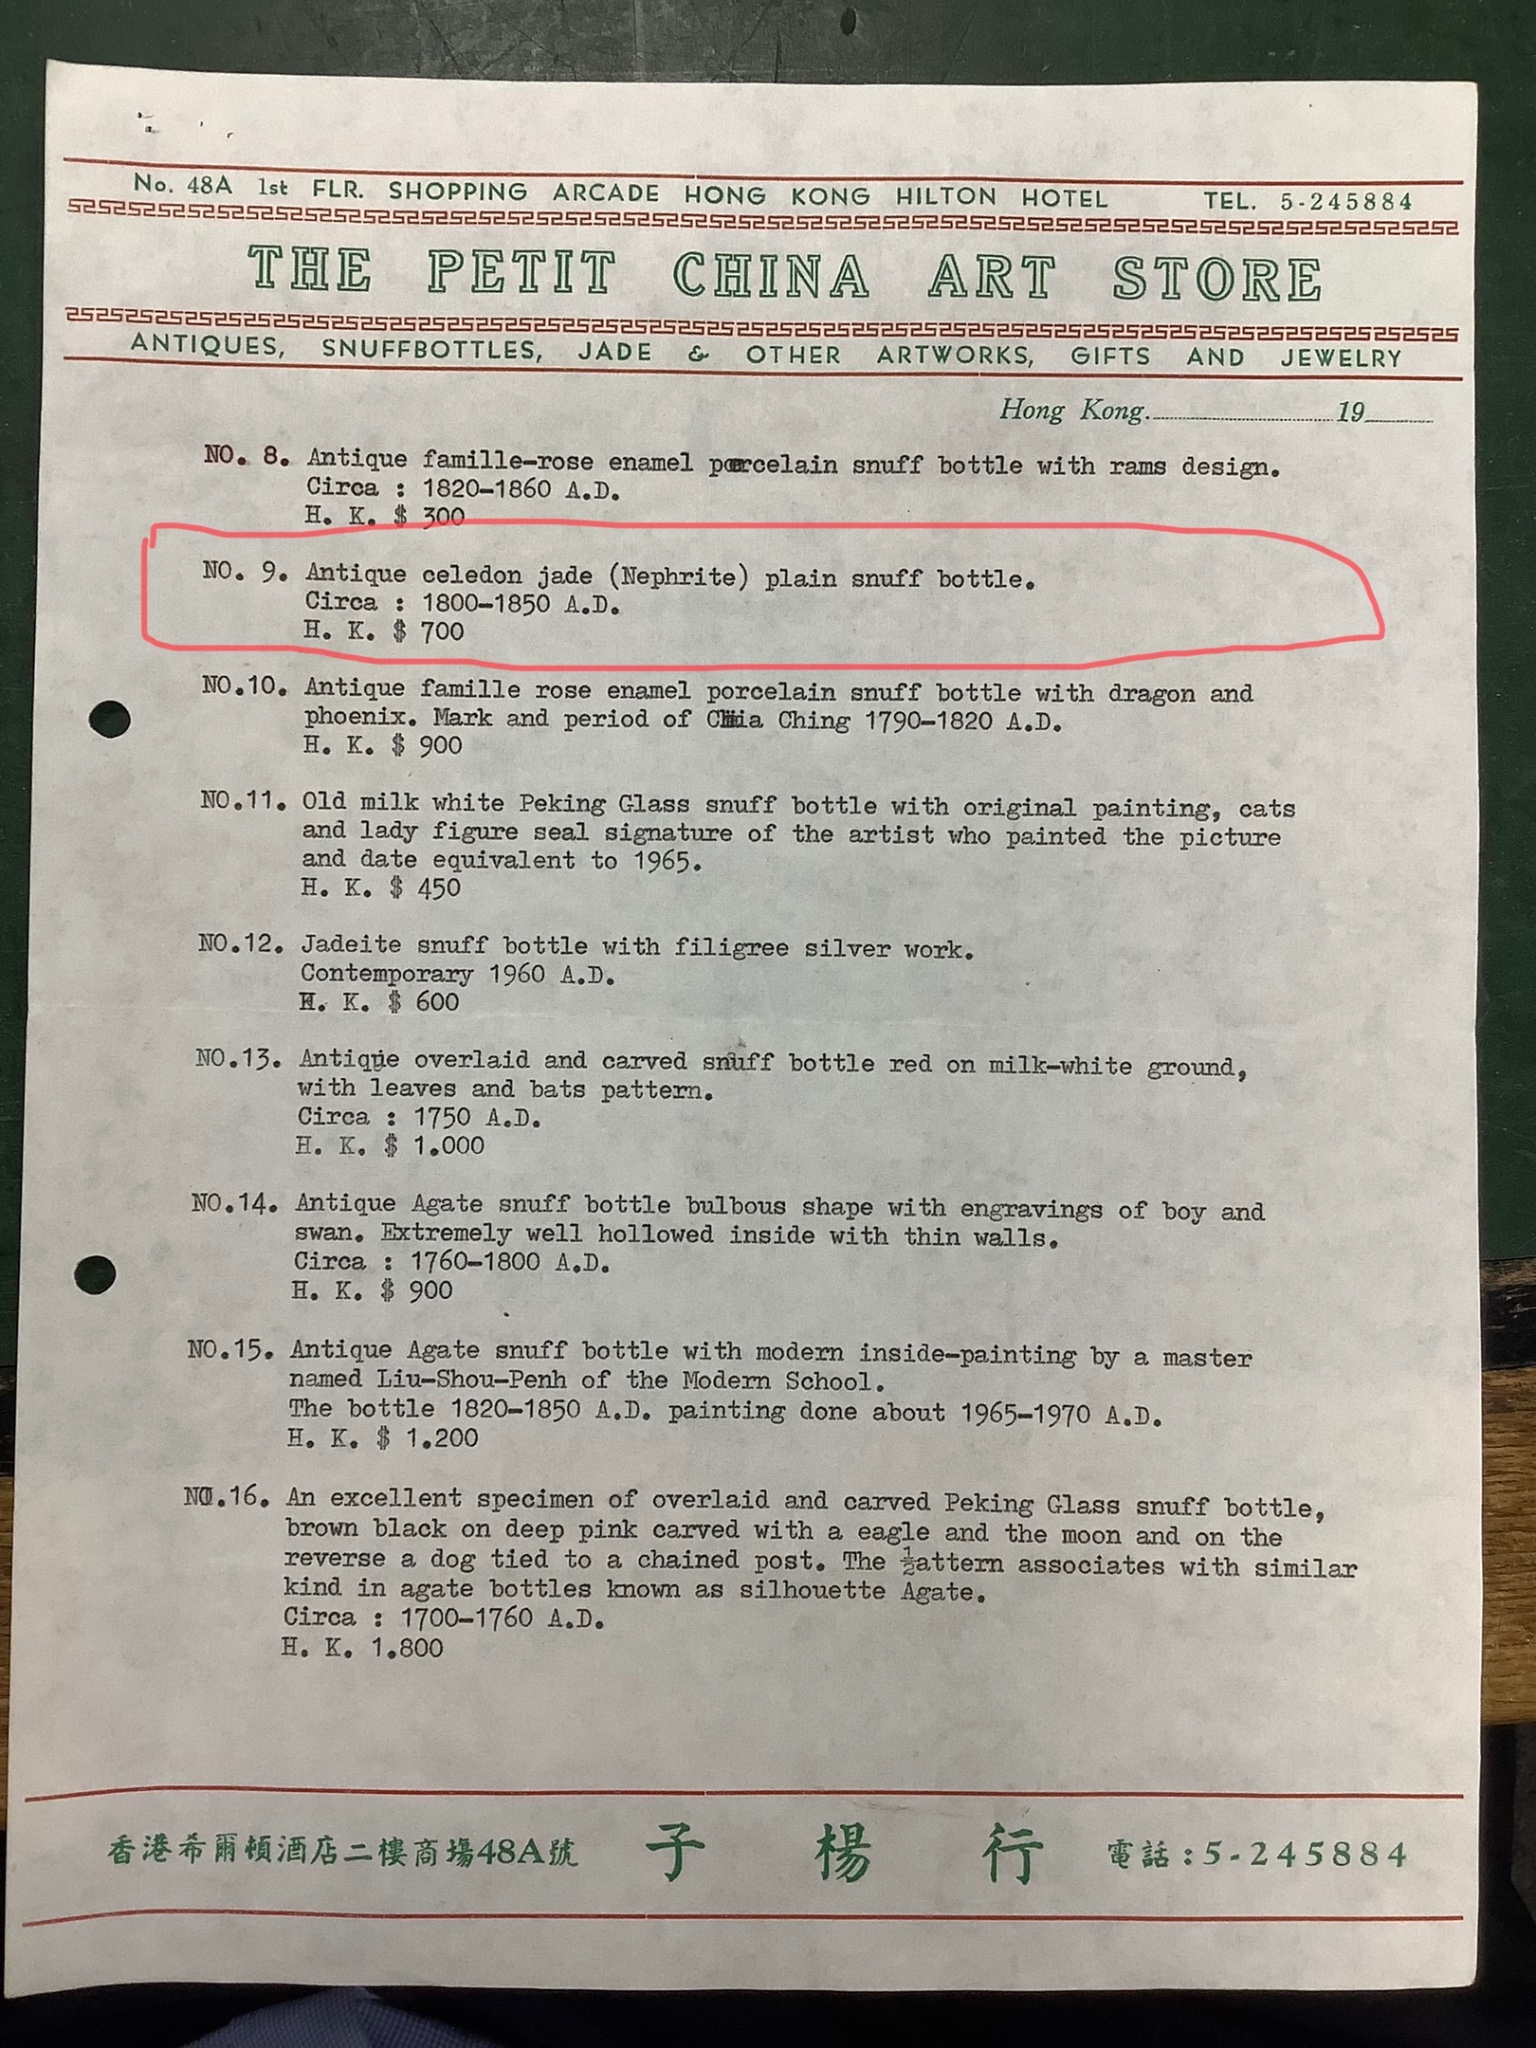 No. 48A 1st FLR. SHOPPING ARCADE HONG KONG HILTON HOTEL TEL. 5-245884
THE PETIT CHINA ART STORE
ANTIQUES, SNUFFBOTTLES, JADE & OTHER ARTWORKS, GIFTS AND JEWELRY
Hong Kong. 19
NO. 8. Antique famille-rose enamel porcelain snuff bottle with rams design.
Circa : 1820-1860 A.D.
H. K. $ 300
NO. 9. Antique celedon jade (Nephrite) plain snuff bottle.
Circa : 1800-1850 A.D.
H. K. $ 700
NO.10. Antique famille rose enamel porcelain snuff bottle with dragon and
phoenix. Mark and period of Chia Ching 1790-1820 A.D.
H. K. $ 900
NO.11. Old milk white Peking Glass snuff bottle with original painting, cats
and lady figure seal signature of the artist who painted the picture
and date equivalent to 1965.
H. K. $ 450
NO.12. Jadeite snuff bottle with filigree silver work.
Contemporary 1960 A.D.
H. K. $ 600
NO.13. Antique overlaid and carved snuff bottle red on milk-white ground,
with leaves and bats pattern.
Circa : 1750 A.D.
H. K. $ 1.000
NO.14. Antique Agate snuff bottle bulbous shape with engravings of boy and
swan. Extremely well hollowed inside with thin walls.
Circa : 1760-1800 A.D.
H. K. $ 900
NO.15. Antique Agate snuff bottle with modern inside-painting by a master
named Liu-Shou-Penh of the Modern School.
The bottle 1820-1850 A.D. painting done about 1965-1970 A.D.
H. K. $ 1.200
NO.16. An excellent specimen of overlaid and carved Peking Glass snuff bottle,
brown black on deep pink carved with a eagle and the moon and on the
reverse a dog tied to a chained post. The ½attern associates with similar
kind in agate bottles known as silhouette Agate.
Circa : 1700-1760 A.D.
H. K. 1.800
香港希爾頓酒店二樓商場48A號 子楊行 電話:5-245884